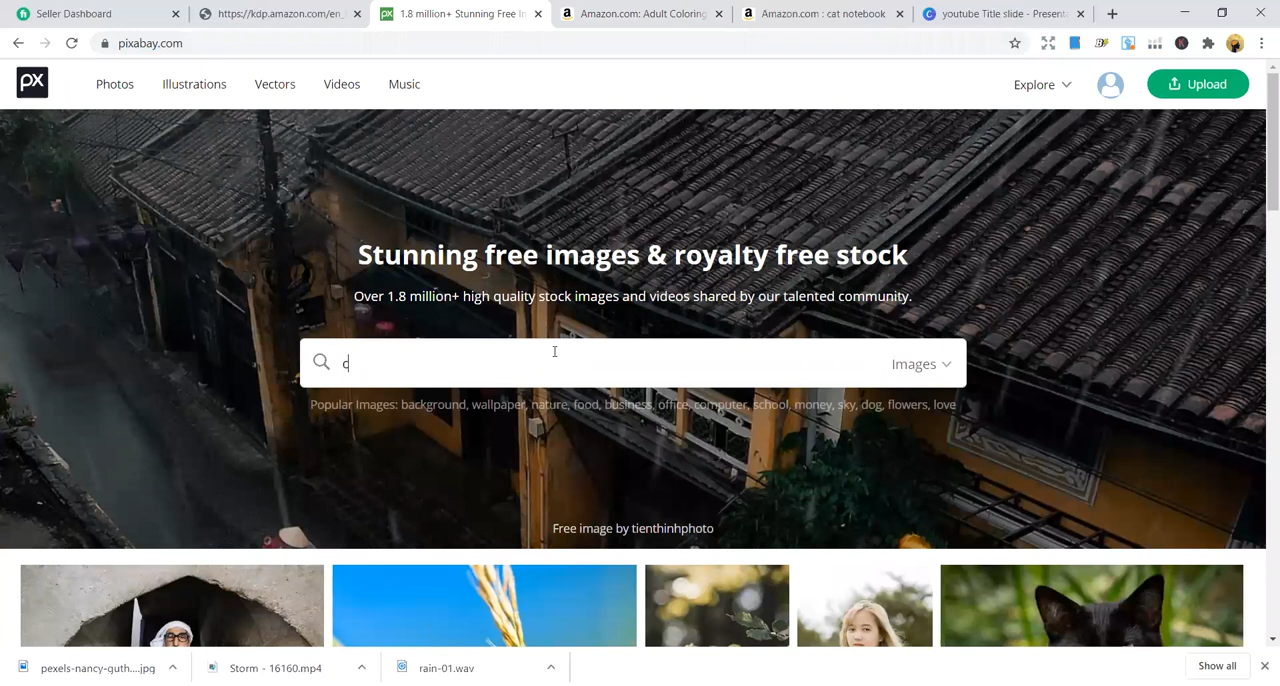 Seller Dashboard
https://kdp.amazon.com/en_
px
1.8 million+ Stunning Free In
a
Amazon.com: Adult Coloring
a
Amazon.com : cat notebook
C
youtube Title slide - Present
pixabay.com
px
Photos
Illustrations
Vectors
Videos
Music
Explore
Upload
Stunning free images & royalty free stock
Over 1.8 million+ high quality stock images and videos shared by our talented community.
c
Images
Popular Images: background, wallpaper, nature, food, business, office, computer, school, money, sky, dog, flowers, love
Free image by tienthinhphoto
pexels-nancy-guth....jpg
Storm - 16160.mp4
rain-01.wav
Show all